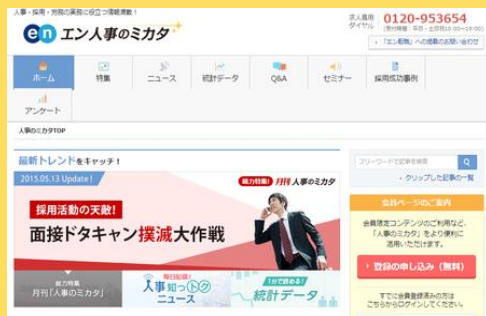 人事・採用・労務の実務に役立つ情報満載!
en エン人事のミカタ
求人専用ダイヤル 0120-953654
「エン転職」への掲載のお問い合わせ
ホーム
特集
ニュース
統計データ
Q&A
セミナー
採用成功事例
アンケート
人事のミカタTOP
最新トレンドをキャッチ!
2015.05.13 Update!
総力特集! 月刊 人事のミカタ
採用活動の天敵!
面接ドタキャン撲滅大作戦
総力特集
月刊「人事のミカタ」
毎日配信!
人事知っトクニュース
1分で読める!
統計データ
フリーワードで記事を検索
クリップした記事の一覧
会員ページのご案内
会員限定コンテンツのご利用など、
「人事のミカタ」をより便利に
活用いただけます。
登録の申し込み(無料)
すでに会員登録済みの方は
こちらからログインしてください。